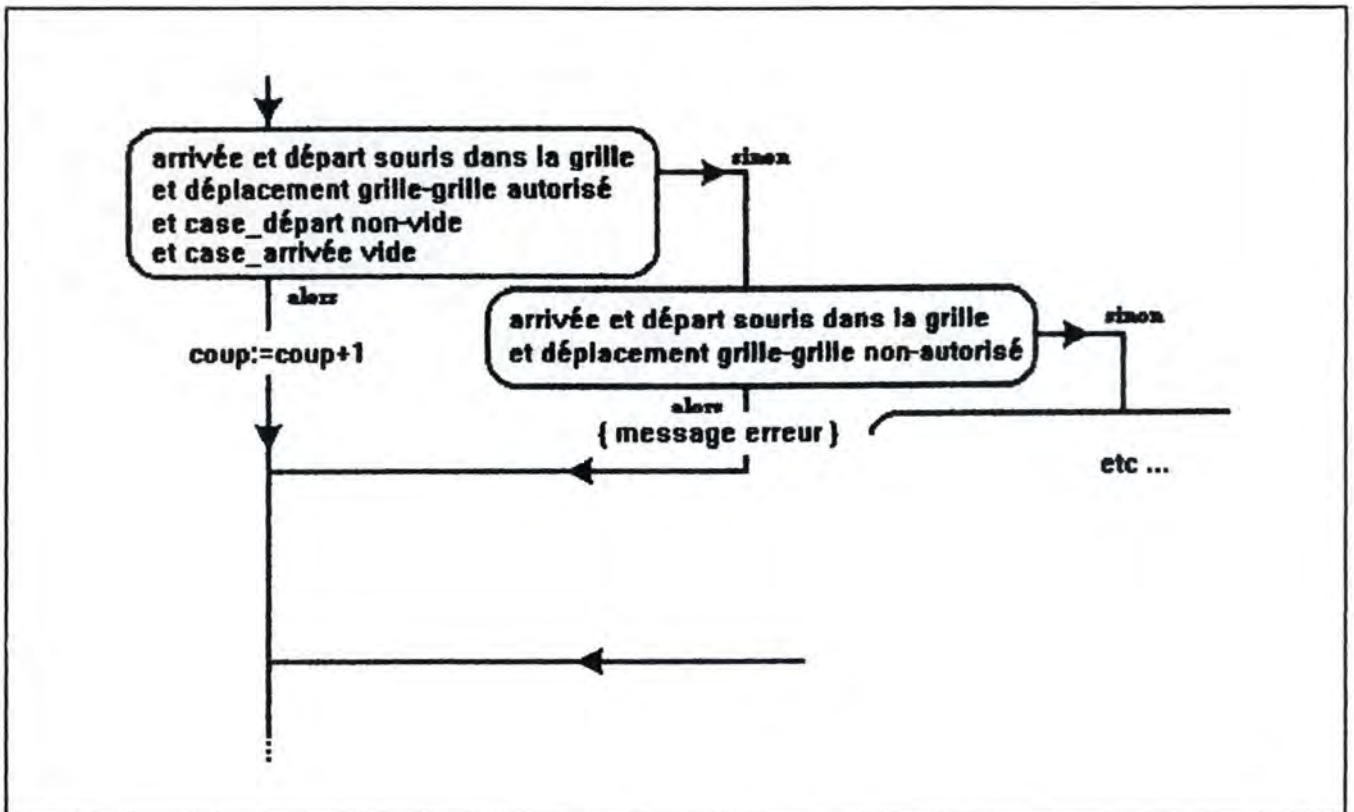 arrivée et départ souris dans la grille
et déplacement grille-grille autorisé
et case_départ non-vide
et case_arrivée vide
sinon
alors
coup:=coup+1
arrivée et départ souris dans la grille
et déplacement grille-grille non-autorisé
sinon
alors
{ message erreur }
etc ...